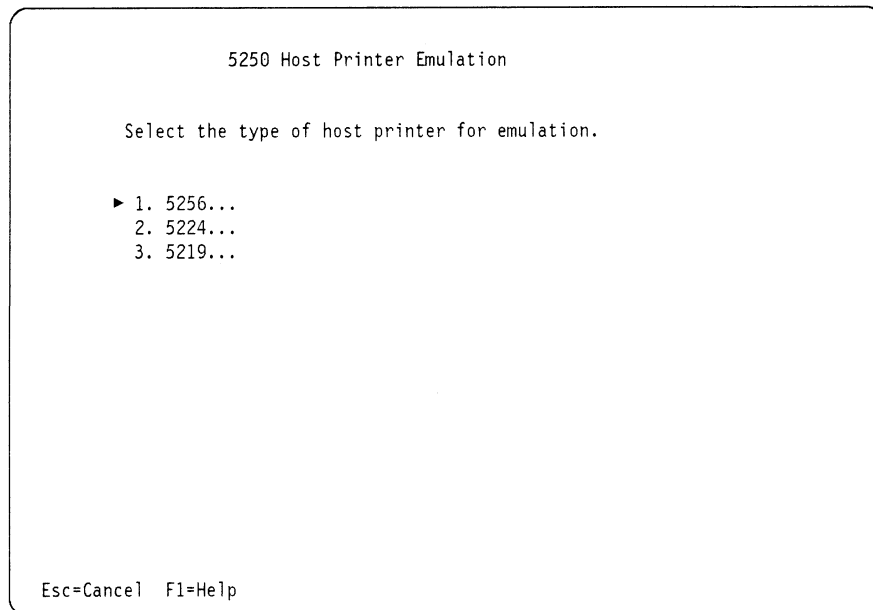 5250 Host Printer Emulation
Select the type of host printer for emulation.
► 1. 5256...
2. 5224...
3. 5219...
Esc=Cancel F1=Help